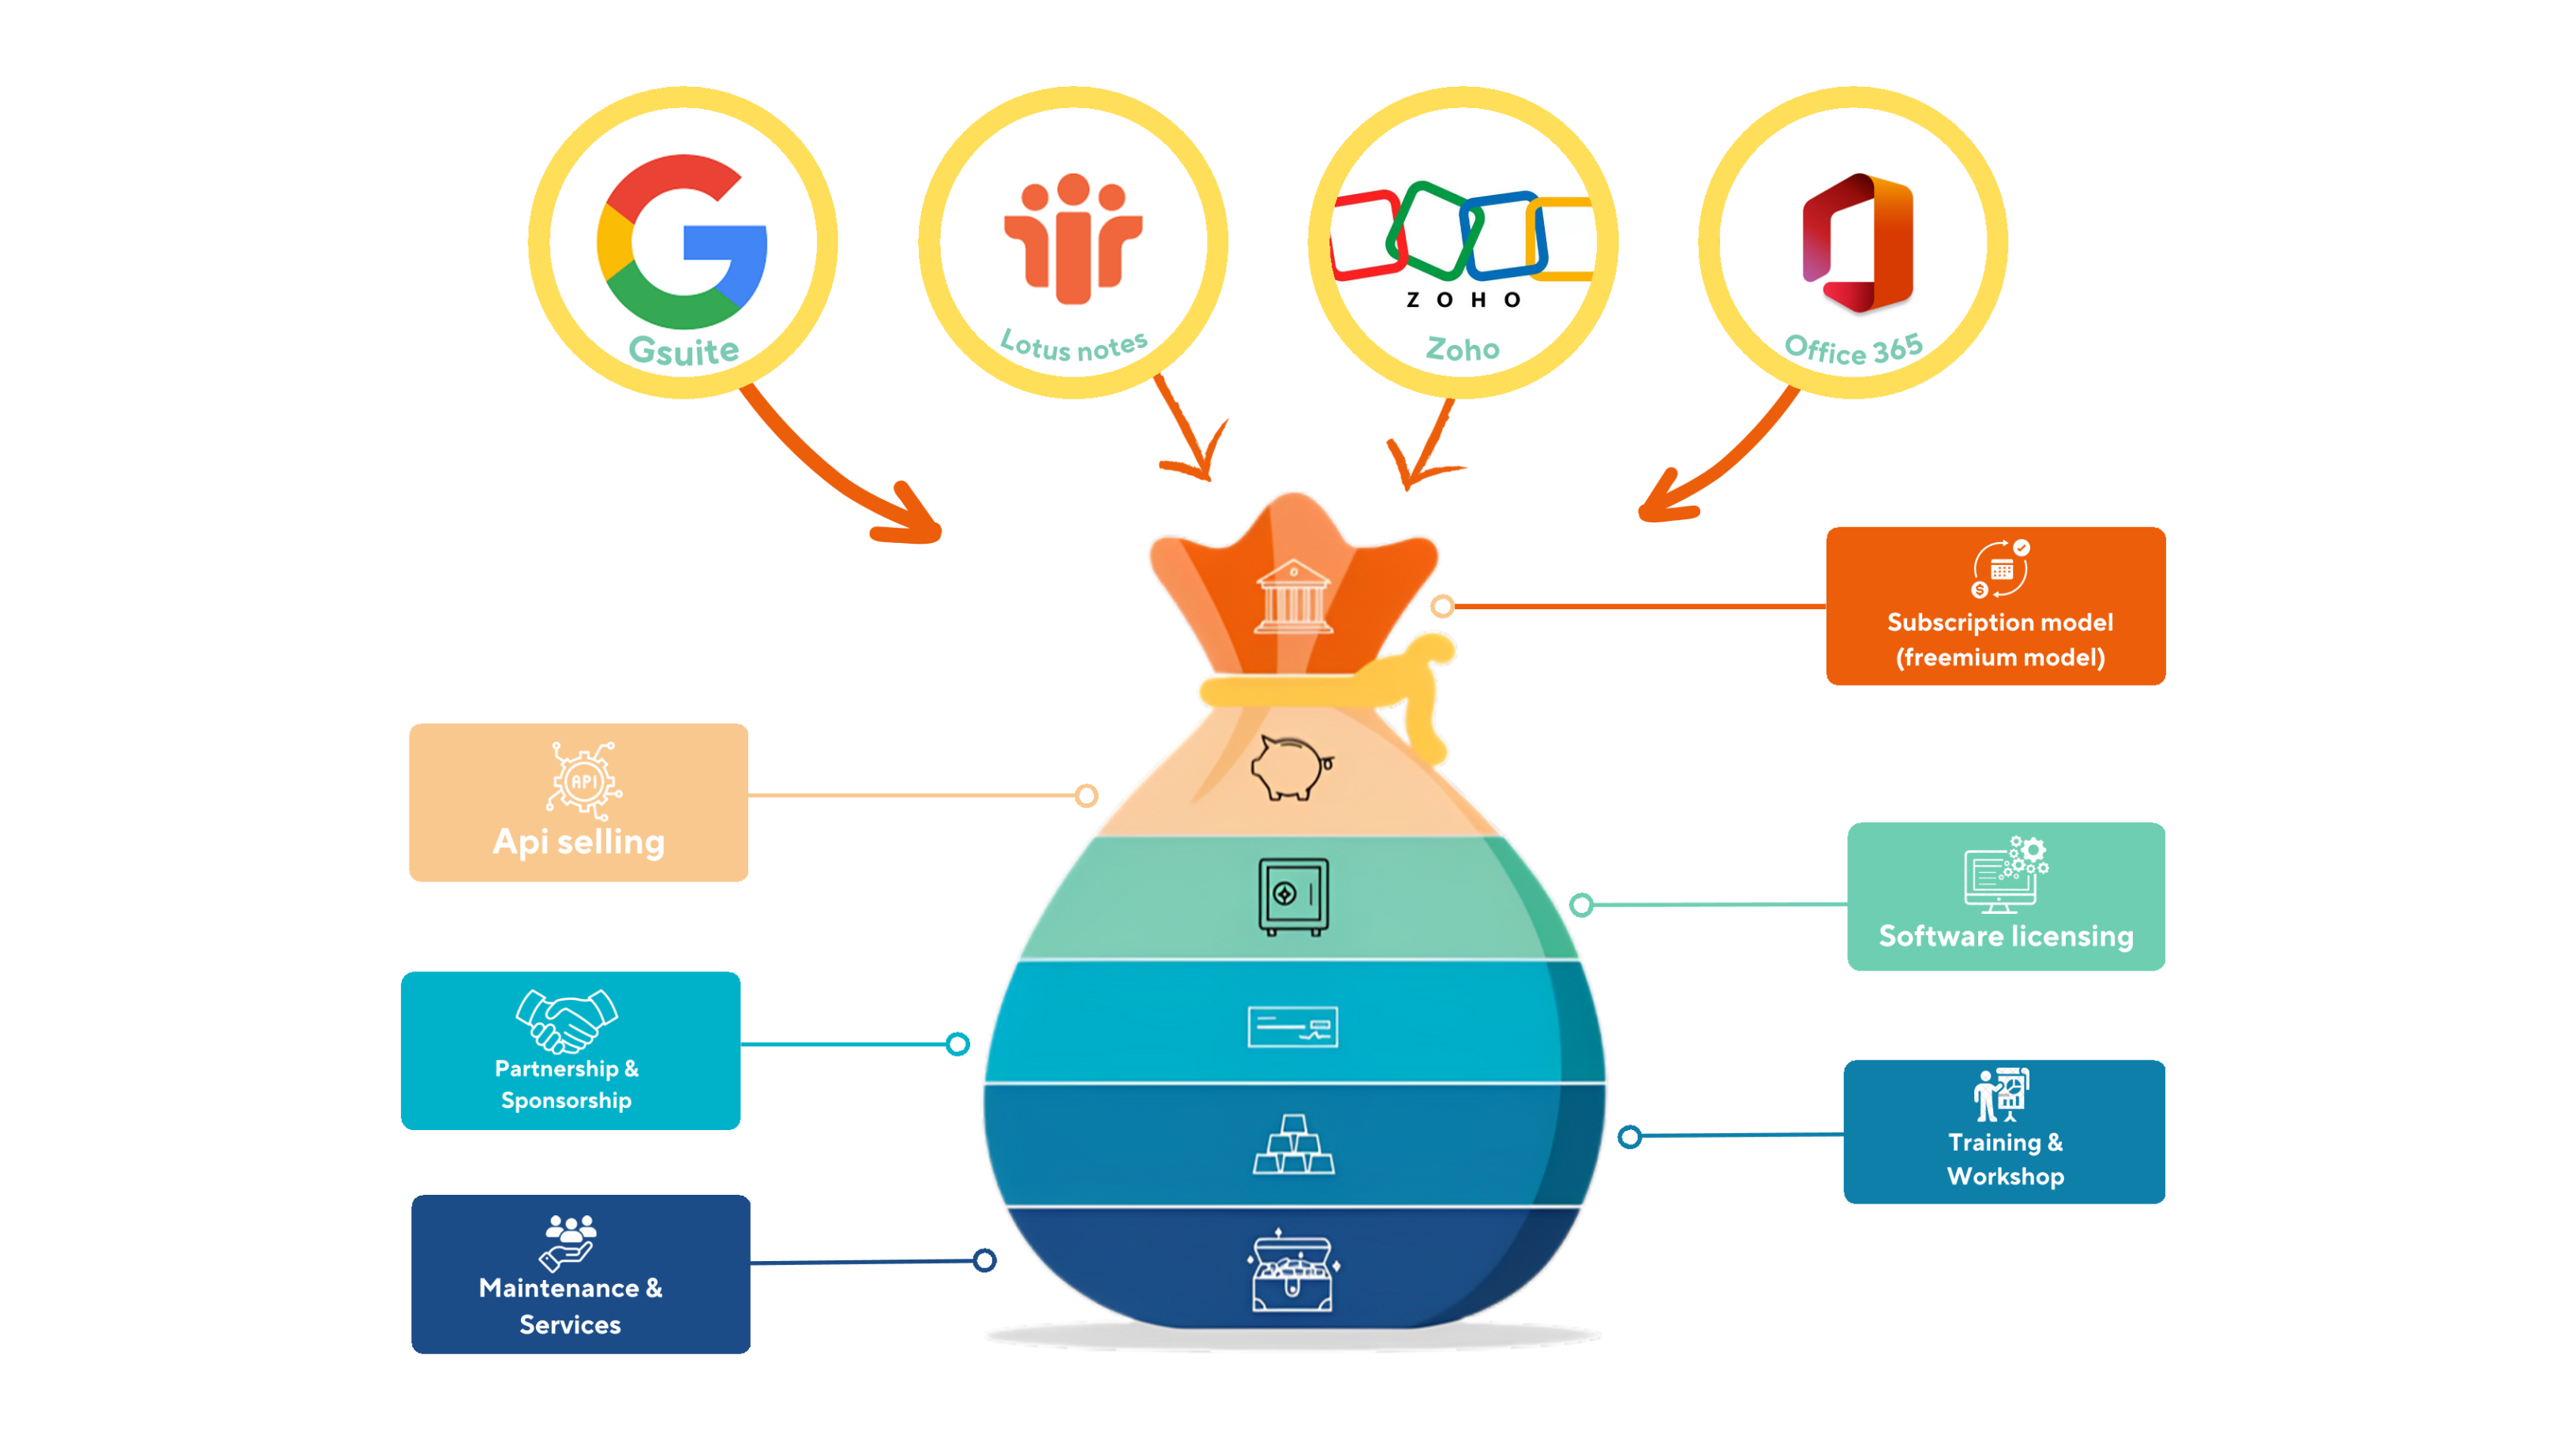 Gsuite
Lotus notes
Z O H O
Zoho
Office 365
Subscription model
(freemium model)
API
Api selling
Software licensing
Partnership &
Sponsorship
Training &
Workshop
Maintenance &
Services